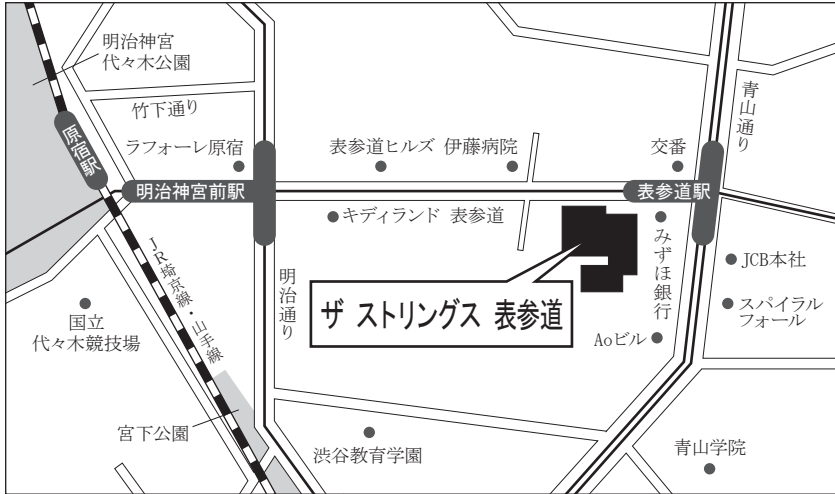 明治神宮
代々木公園
竹下通り
原宿駅
ラフォーレ原宿
表参道ヒルズ
伊藤病院
交番
青山通り
明治神宮前駅
表参道駅
キディランド 表参道
みずほ銀行
JCB本社
スパイラル
フォール
JR埼京線・山手線
明治通り
ザ ストリングス 表参道
Aoビル
国立
代々木競技場
宮下公園
渋谷教育学園
青山学院